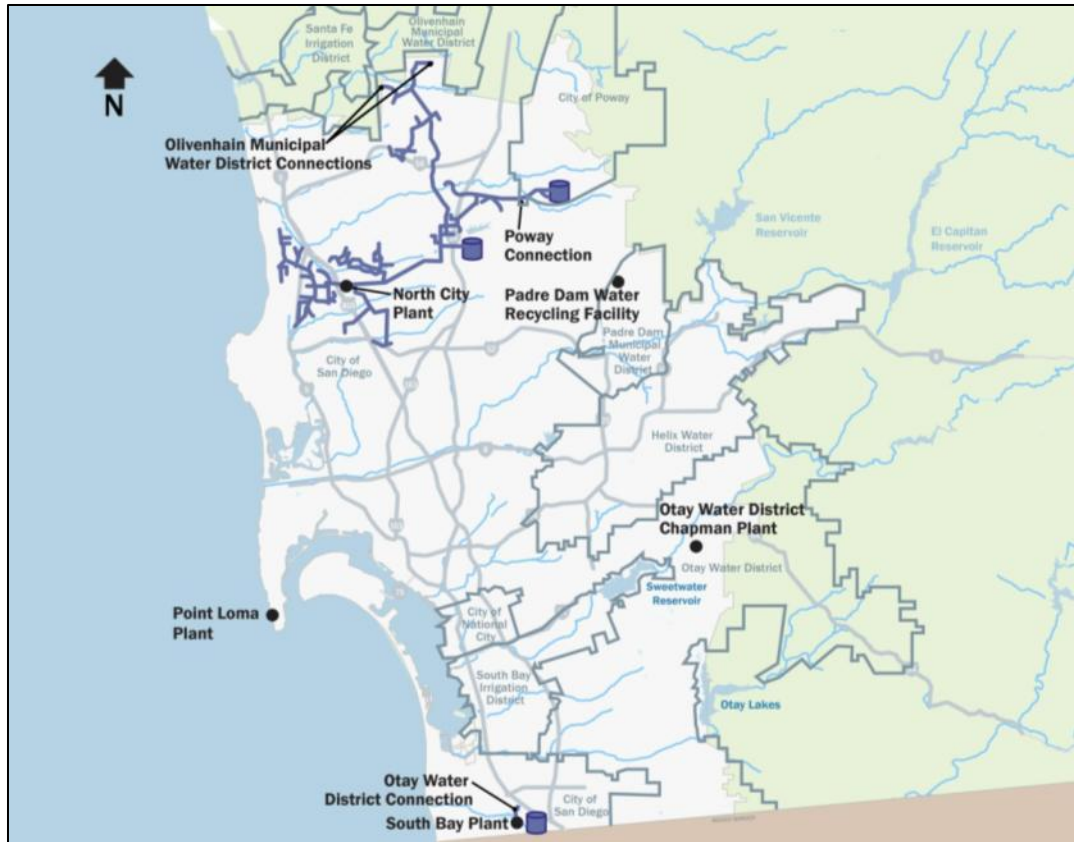 Santa Fe
Irrigation
District
Olivenhain
Municipal
Water District
N
City of Poway
Olivenhain Municipal
Water District Connections
San Vicente
Reservoir
El Capitan
Reservoir
Poway
Connection
North City
Plant
Padre Dam Water
Recycling Facility
Padre Dam
Municipal
Water
District
City of
San Diego
Helix Water
District
Otay Water District
Chapman Plant
Otay Water District
Sweetwater
Reservoir
Point Loma
Plant
City of
National
City
South Bay
Irrigation
District
Otay Lakes
Otay Water
District Connection
South Bay Plant
City of
San Diego